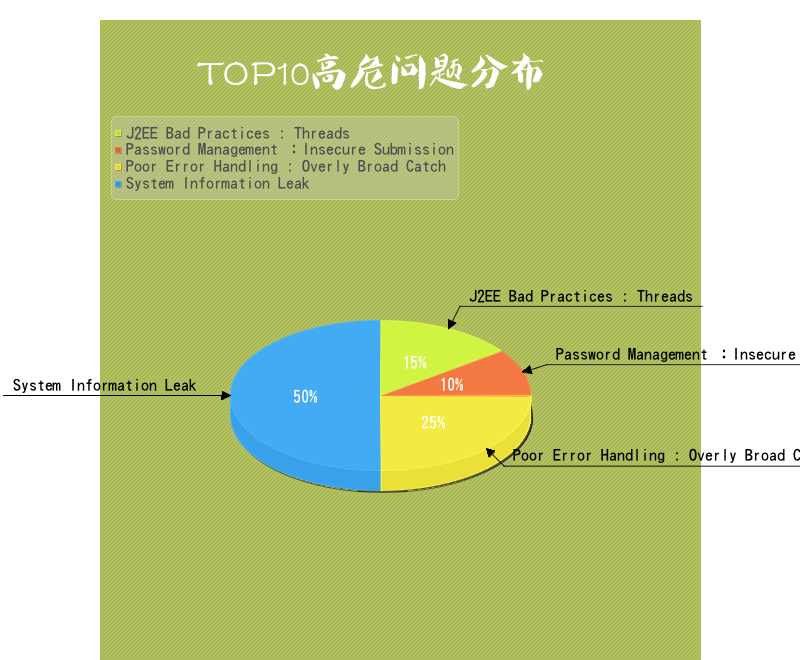 TOP10高危问题分布
J2EE Bad Practices : Threads
Password Management ：Insecure Submission
Poor Error Handling : Overly Broad Catch
System Information Leak
J2EE Bad Practices : Threads
Password Management ：Insecure
15%
10%
System Information Leak
50%
25%
Poor Error Handling : Overly Broad C